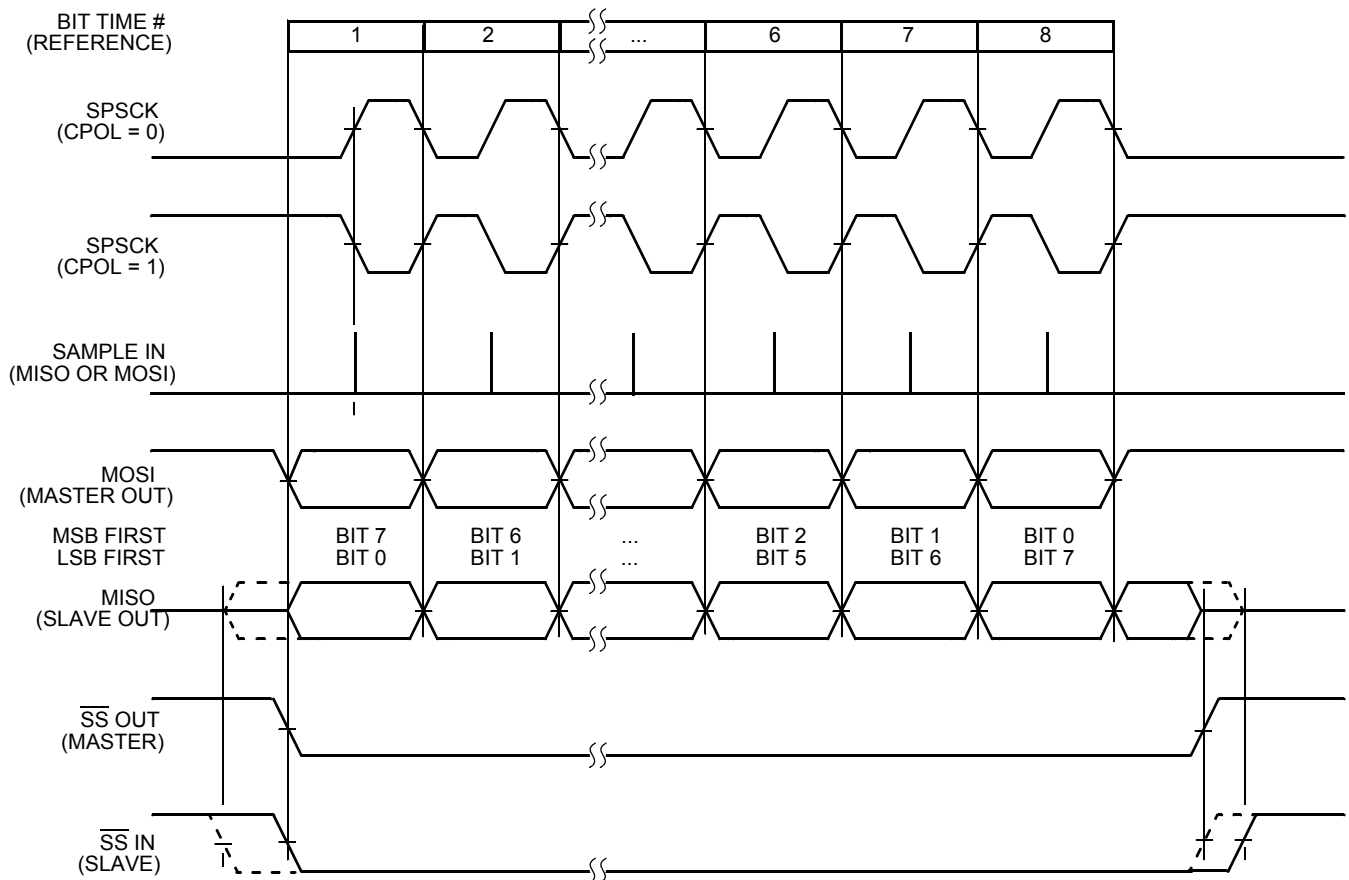 BIT TIME #
(REFERENCE)
1 2 ... 6 7 8
SPSCK
(CPOL = 0)
SPSCK
(CPOL = 1)
SAMPLE IN
(MISO OR MOSI)
MOSI
(MASTER OUT)
MSB FIRST BIT 7 BIT 6 ... BIT 2 BIT 1 BIT 0
LSB FIRST BIT 0 BIT 1 ... BIT 5 BIT 6 BIT 7
MISO
(SLAVE OUT)
S̅S̅ OUT
(MASTER)
S̅S̅ IN
(SLAVE)